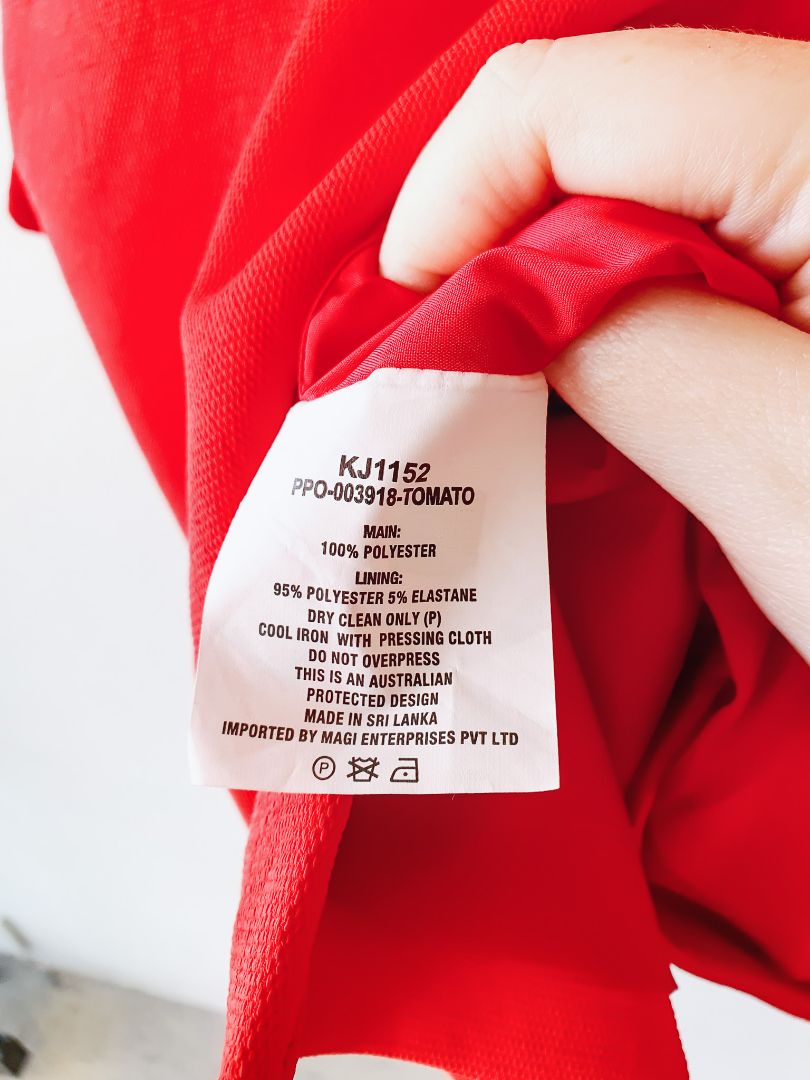 KJ1152
PPO-003918-TOMATO
MAIN:
100% POLYESTER
LINING:
95% POLYESTER 5% ELASTANE
DRY CLEAN ONLY (P)
COOL IRON WITH PRESSING CLOTH
DO NOT OVERPRESS
THIS IS AN AUSTRALIAN
PROTECTED DESIGN
MADE IN SRI LANKA
IMPORTED BY MAGI ENTERPRISES PVT LTD
P